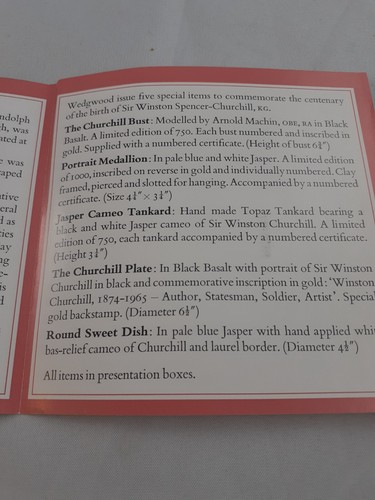 Wedgwood issue five special items to commemorate the centenary
of the birth of Sir Winston Spencer-Churchill, KG.
The Churchill Bust: Modelled by Arnold Machin, OBE, RA in Black
Basalt. A limited edition of 750. Each bust numbered and inscribed in
gold. Supplied with a numbered certificate. (Height of bust 6¾")
Portrait Medallion: In pale blue and white Jasper. A limited edition
of 1000, inscribed on reverse in gold and individually numbered. Clay
framed, pierced and slotted for hanging. Accompanied by a numbered
certificate. (Size 4¼" × 3¼")
Jasper Cameo Tankard: Hand made Topaz Tankard bearing a
black and white Jasper cameo of Sir Winston Churchill. A limited
edition of 750, each tankard accompanied by a numbered certificate.
(Height 3½")
The Churchill Plate: In Black Basalt with portrait of Sir Winston
Churchill in black and commemorative inscription in gold: 'Winston
Churchill, 1874-1965 – Author, Statesman, Soldier, Artist'. Special
gold backstamp. (Diameter 6½")
Round Sweet Dish: In pale blue Jasper with hand applied whi
bas-relief cameo of Churchill and laurel border. (Diameter 4½")
All items in presentation boxes.